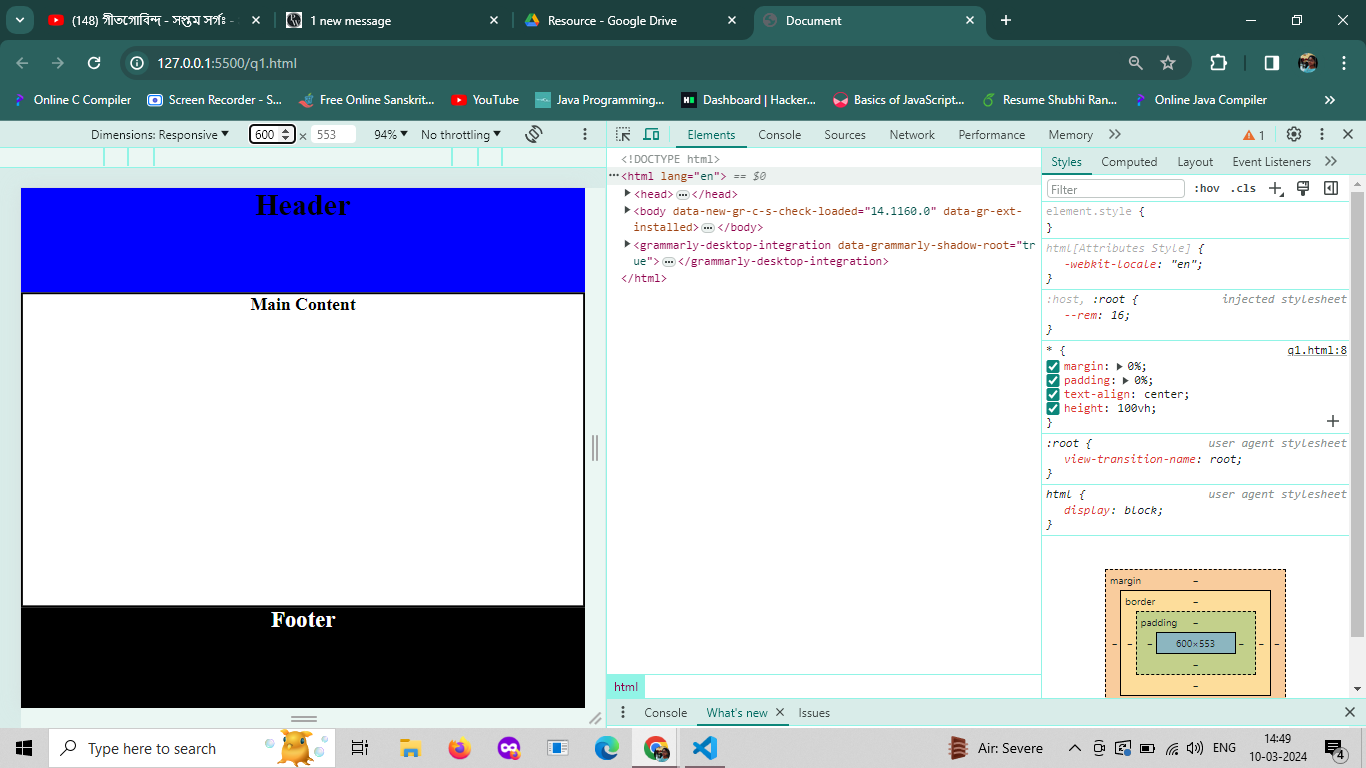 (148) গীতগোবিন্দ - সপ্তম সর্গঃ -
1 new message
Resource - Google Drive
Document
127.0.0.1:5500/q1.html
Online C Compiler
Screen Recorder - S...
Free Online Sanskrit...
YouTube
Java Programming...
Dashboard | Hacker...
Basics of JavaScript...
Resume Shubhi Ran...
Online Java Compiler
Dimensions: Responsive
600 × 553
94%
No throttling
Elements
Console
Sources
Network
Performance
Memory
1
Header
Main Content
Footer
<!DOCTYPE html>
<html lang="en"> == $0
<head> </head>
<body data-new-gr-c-s-check-loaded="14.1160.0" data-gr-ext-
installed> </body>
<grammarly-desktop-integration data-grammarly-shadow-root="tr
ue"> </grammarly-desktop-integration>
</html>
html
Styles
Computed
Layout
Event Listeners
Filter
:hov
.cls
element.style {
}
html[Attributes Style] {
-webkit-locale: "en";
}
:host, :root { injected stylesheet
--rem: 16;
}
* { q1.html:8
margin: 0%;
padding: 0%;
text-align: center;
height: 100vh;
}
:root { user agent stylesheet
view-transition-name: root;
}
html { user agent stylesheet
display: block;
}
margin –
border –
padding –
– – – 600×553 – – –
–
–
Console
What's new
Issues
Type here to search
Air: Severe
ENG
14:49
10-03-2024
4